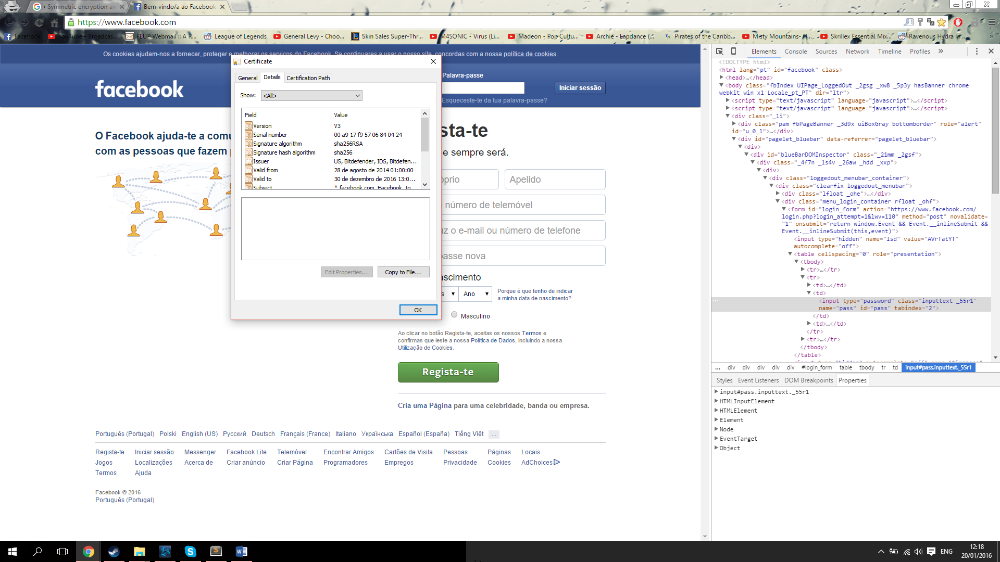 • Symmetric encryption an
Bem-vindo/a ao Facebook
https://www.facebook.com
Facebook
YouTube - Broadcas...
FEUP Webmail :: A R...
League of Legends
General Levy - Choo...
Skin Sales Super-Thr...
M4SONIC - Virus (Li...
Madeon - Pop Cultu...
Archie - Lapdance (...
Pirates of the Caribb...
Misty Mountains- H...
Skrillex Essential Mix...
Ravenous Hydra in ...
»
Os cookies ajudam-nos a fornecer, proteger e melhorar os serviços do Facebook. Se continuares a usar o nosso site, concordas com a nossa política de cookies.
facebook
Palavra-passe
Iniciar sessão
Esqueceste-te da tua palavra-passe?
O Facebook ajuda-te a comu
com as pessoas que fazem
Certificate
General
Details
Certification Path
Show:
<All>
Field Value
Version V3
Serial number 00 a9 17 f9 57 06 84 04 24
Signature algorithm sha256RSA
Signature hash algorithm sha256
Issuer US, Bitdefender, IDS, Bitdefen...
Valid from 28 de agosto de 2014 01:00:00
Valid to 30 de dezembro de 2016 13:0...
Subject *.facebook.com, Facebook, In
Edit Properties...
Copy to File...
OK
sta-te
e sempre será.
óprio
Apelido
número de telemóvel
uz o e-mail ou número de telefone
passe nova
ascimento
s
Ano
Porque é que tenho de indicar
a minha data de nascimento?
Masculino
Ao clicar no botão Regista-te, aceitas os nossos Termos e
confirmas que leste a nossa Política de Dados, incluindo a nossa
Utilização de Cookies.
Regista-te
Cria uma Página para uma celebridade, banda ou empresa.
Português (Portugal) Polski English (US) Русский Deutsch Français (France) Italiano Українська Español (España) Tiếng Việt ...
Regista-te Iniciar sessão Messenger Facebook Lite Telemóvel Encontrar Amigos Cartões de Visita Pessoas Páginas Locais
Jogos Localizações Acerca de Criar anúncio Criar Página Programadores Empregos Privacidade Cookies AdChoices
Termos Ajuda
Facebook © 2016
Português (Portugal)
Elements Console Sources Network Timeline Profiles »
<!DOCTYPE html>
<html lang="pt" id="facebook" class>
<head>…</head>
<body class="fbIndex UIPage_LoggedOut _2gsg _xw8 _5p3y hasBanner chrome
webkit win x1 Locale_pt_PT" dir="ltr">
<script type="text/javascript" language="javascript">…</script>
<script type="text/javascript" language="javascript">…</script>
<div class="_li">
<div class="pam fbPageBanner _3d9x uiBoxGray bottomborder" role="alert"
id="u_0_l">…</div>
<div id="pagelet_bluebar" data-referrer="pagelet_bluebar">
<div>
<div id="blueBarDOMInspector" class="_21mm _2gsf">
<div class="_4f7n _1s4v _26aw _hdd _xxp">
<div>
<div class="loggedout_menubar_container">
<div class="clearfix loggedout_menubar">
<div class="lfloat _ohe">…</div>
<div class="menu_login_container rfloat _ohf">
<form id="login_form" action="https://www.facebook.com/
login.php?login_attempt=1&lwv=110" method="post" novalidate=
"1" onsubmit="return window.Event && Event.__inlineSubmit &&
Event.__inlineSubmit(this,event)">
<input type="hidden" name="lsd" value="AVrTatYT"
autocomplete="off">
<table cellspacing="0" role="presentation">
<tbody>
<tr>…</tr>
<tr>
<td>…</td>
<td>
<input type="password" class="inputtext _55r1"
name="pass" id="pass" tabindex="2">
</td>
<td>…</td>
</tr>
<tr>…</tr>
</tbody>
</table>
<input type="hidden" autocomplete="off" name="timezone"
... div div div div div #login_form table tbody tr td input#pass.inputtext._55r1
Styles Event Listeners DOM Breakpoints Properties
input#pass.inputtext._55r1
HTMLInputElement
HTMLElement
Element
Node
EventTarget
Object
ENG
12:18
20/01/2016